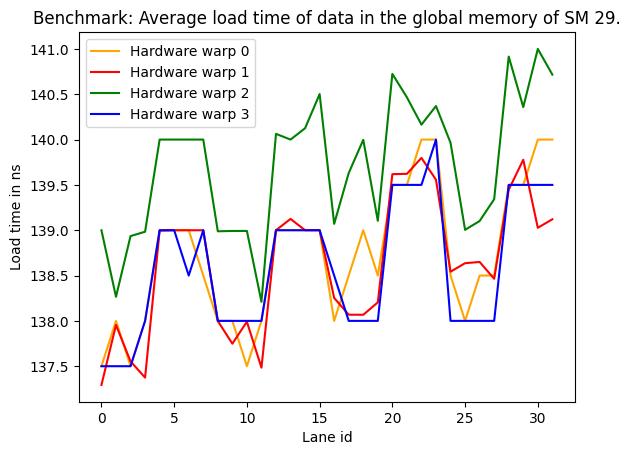 Benchmark: Average load time of data in the global memory of SM 29.
Hardware warp 0
Hardware warp 1
Hardware warp 2
Hardware warp 3
Load time in ns
141.0
140.5
140.0
139.5
139.0
138.5
138.0
137.5
0 5 10 15 20 25 30
Lane id